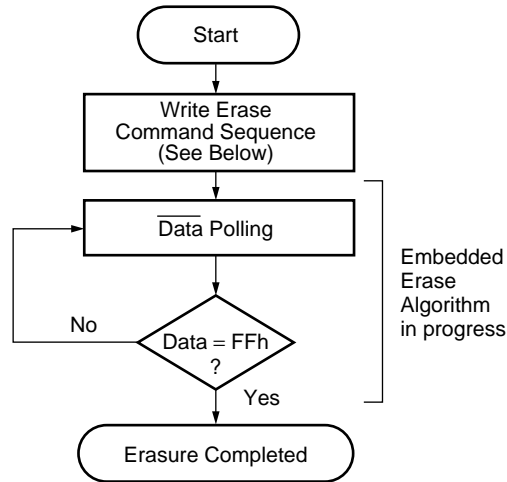 Start
Write Erase
Command Sequence
(See Below)
Data Polling
Embedded
Erase
Algorithm
in progress
No
Data = FFh
?
Yes
Erasure Completed